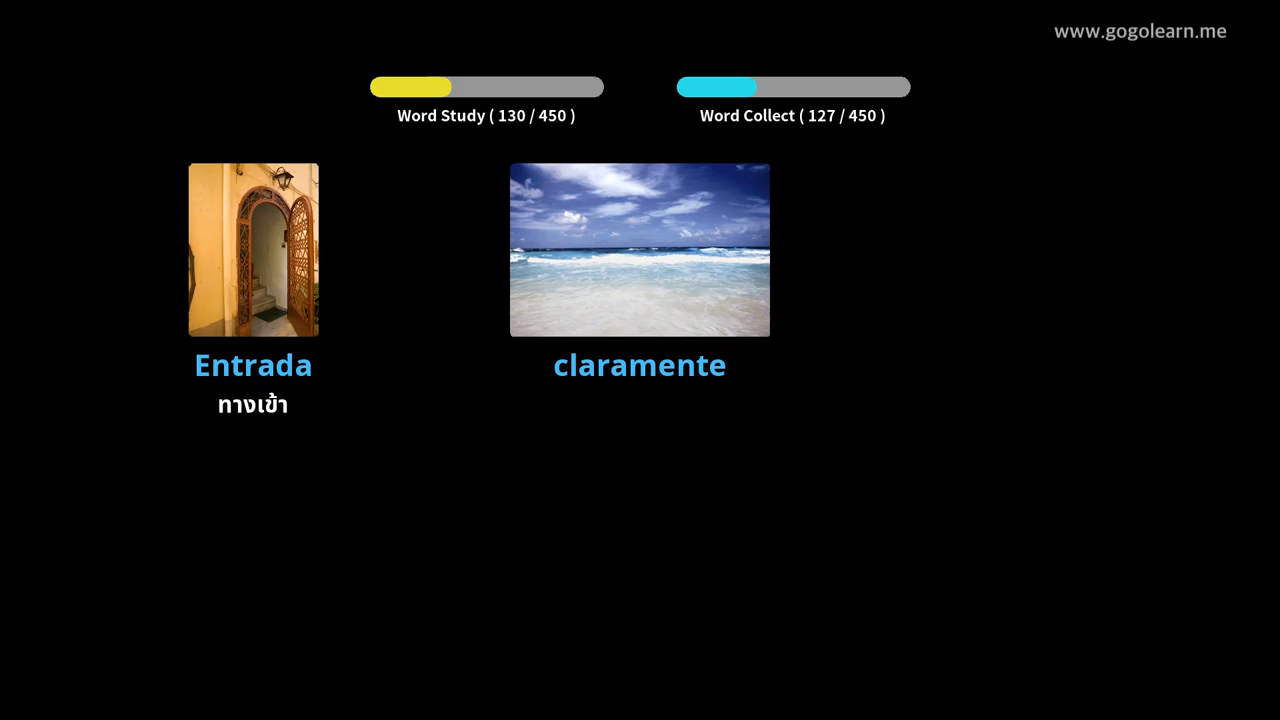 www.gogolearn.me
Word Study ( 130 / 450 )
Word Collect ( 127 / 450 )
Entrada
ทางเข้า
claramente